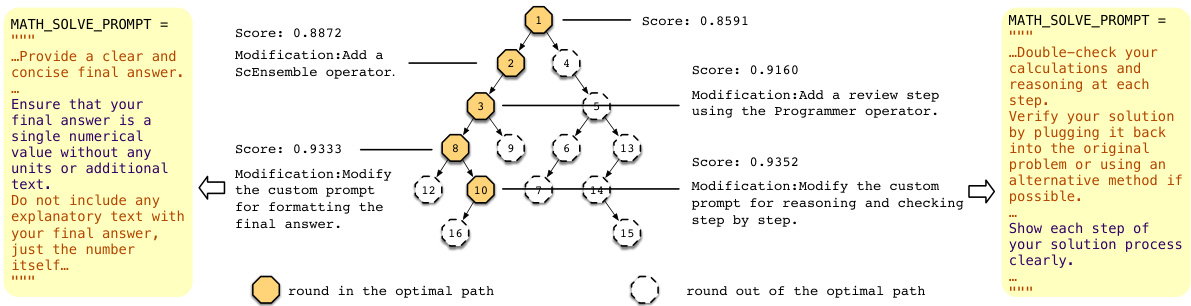 MATH_SOLVE_PROMPT =
"""
…Provide a clear and
concise final answer.
…
Ensure that your
final answer is a
single numerical
value without any
units or additional
text.
Do not include any
explanatory text with
your final answer,
just the number
itself…
"""
Score: 0.8872
Modification:Add a
ScEnsemble operator.
Score: 0.9333
Modification:Modify
the custom prompt
for formatting the
final answer.
1
2
4
3
5
8
9
6
13
12
10
7
14
16
15
Score: 0.8591
Score: 0.9160
Modification:Add a review step
using the Programmer operator.
Score: 0.9352
Modification:Modify the custom
prompt for reasoning and checking
step by step.
round in the optimal path
round out of the optimal path
MATH_SOLVE_PROMPT =
"""
…Double-check your
calculations and
reasoning at each
step.
Verify your solution
by plugging it back
into the original
problem or using an
alternative method if
possible.
…
Show each step of
your solution process
clearly.
…
"""